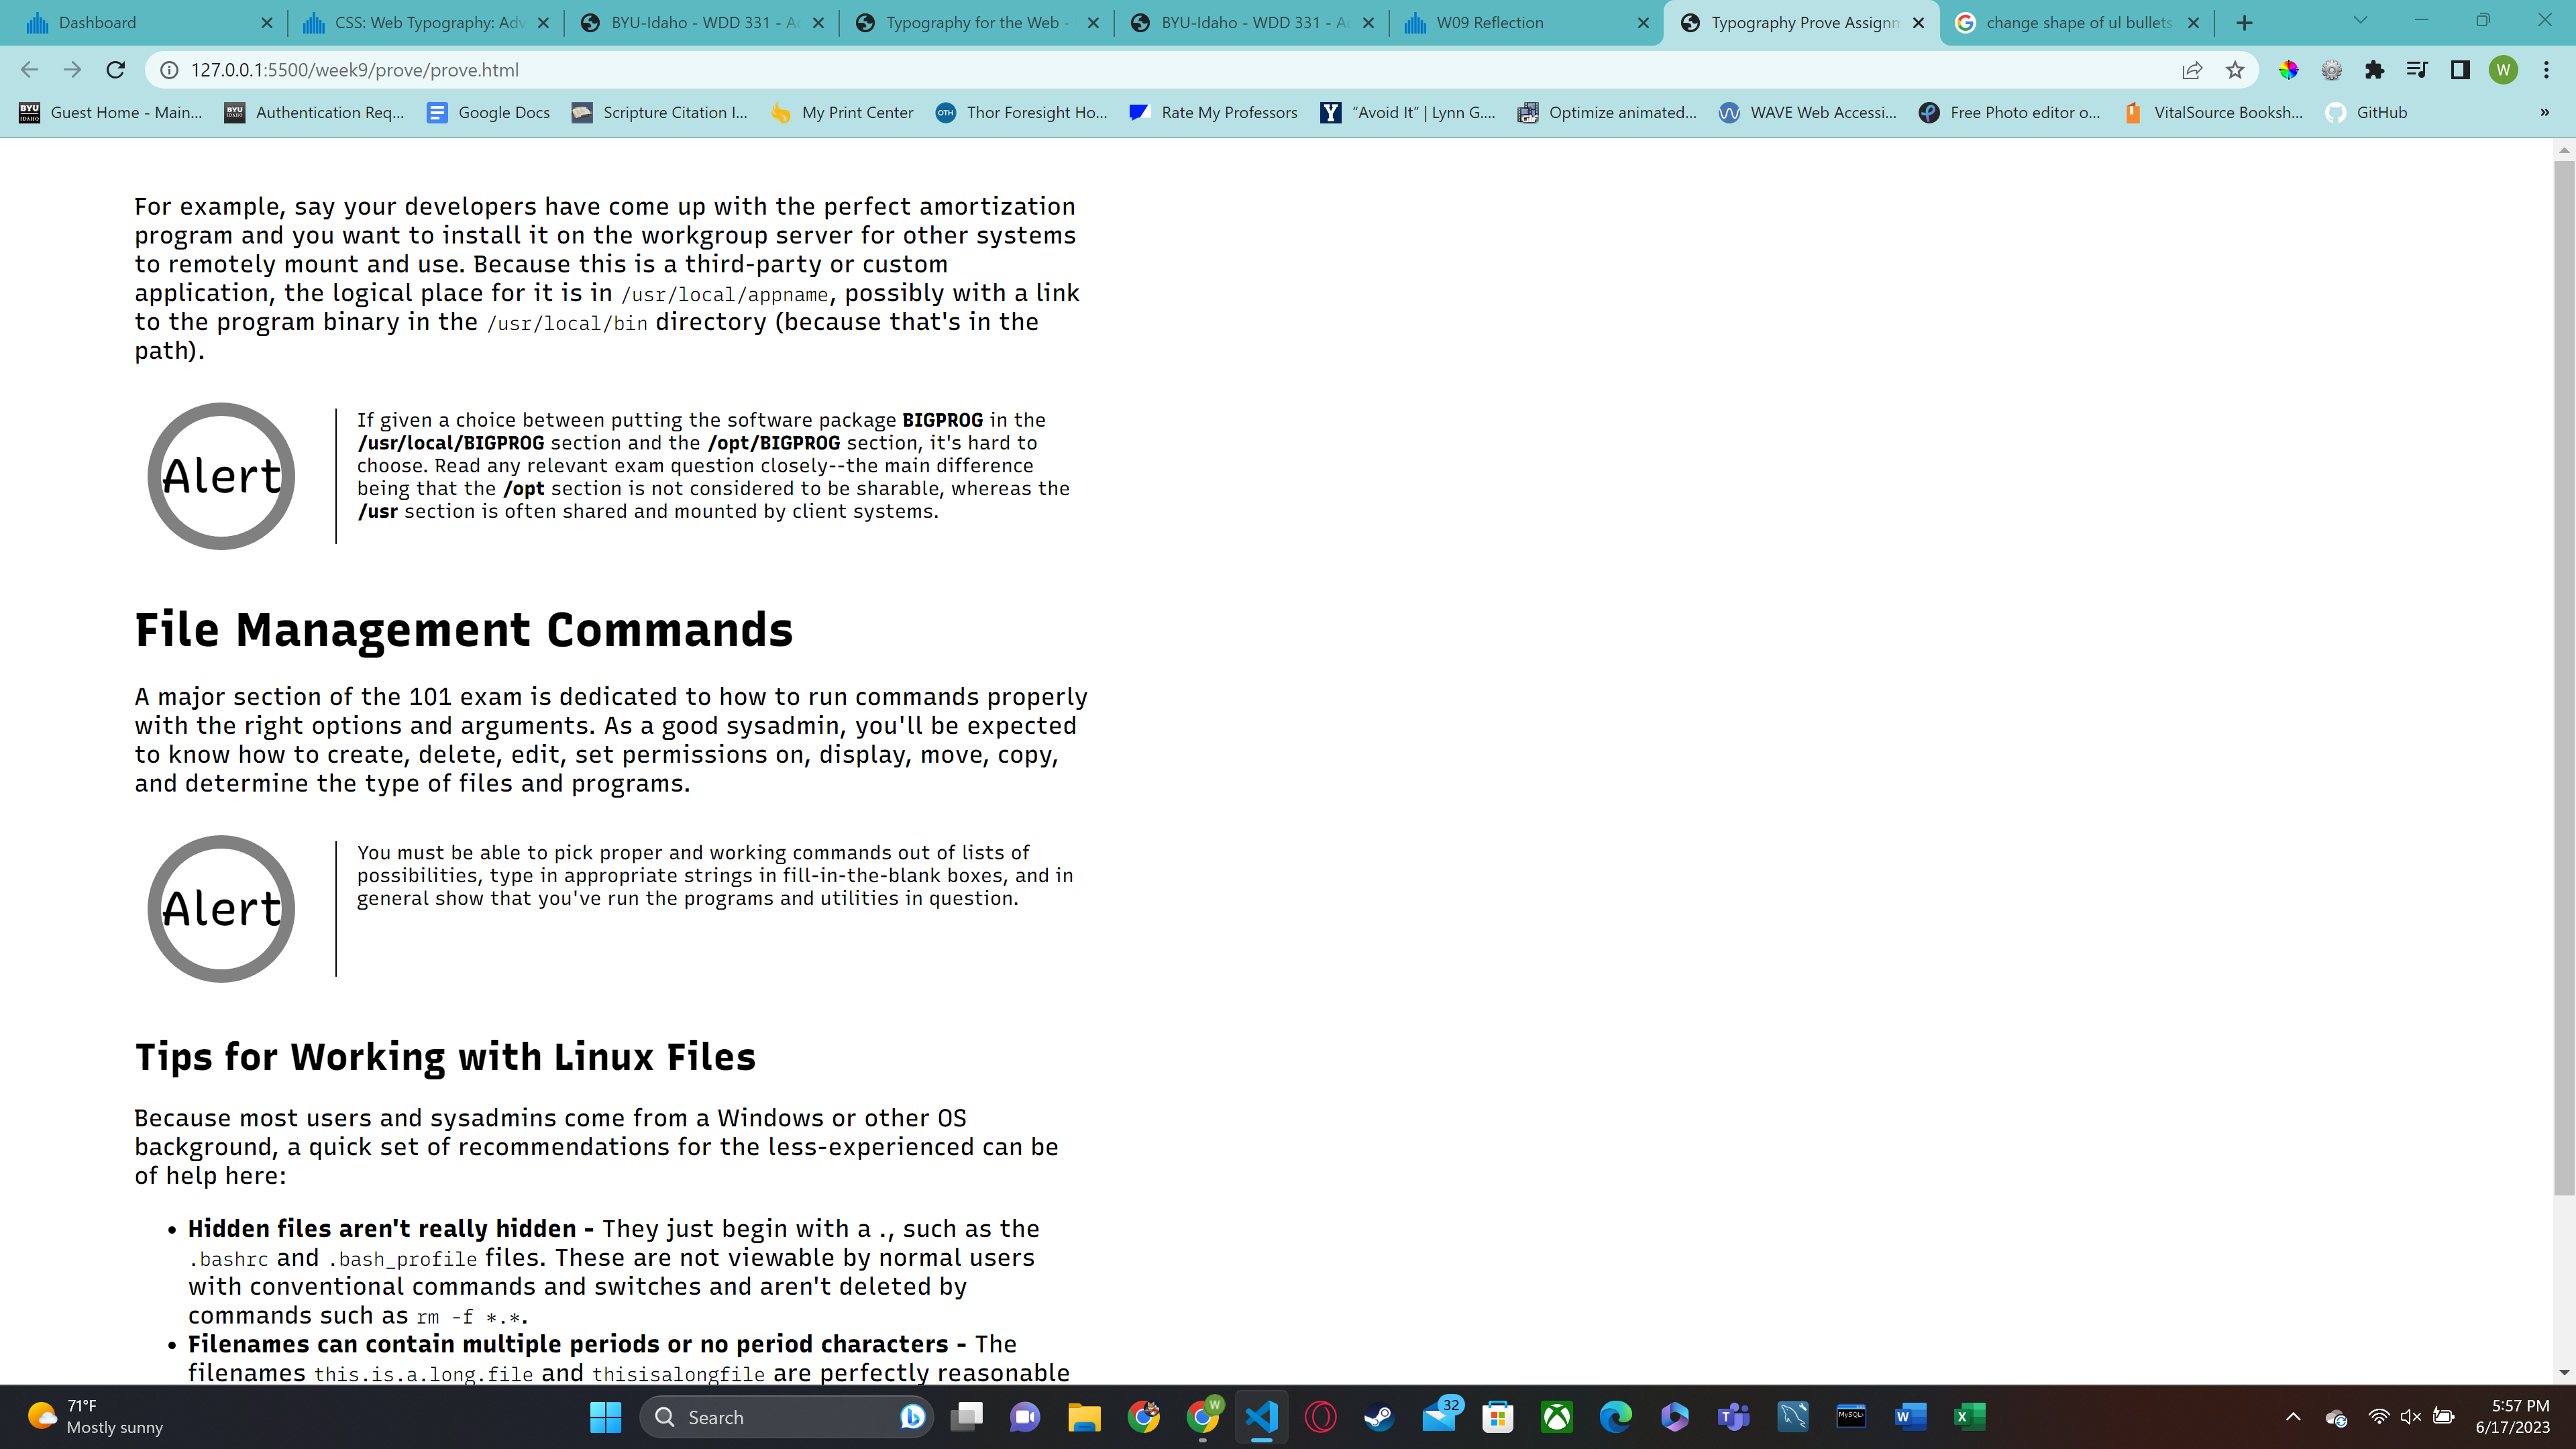 Dashboard
CSS: Web Typography: Adv
BYU-Idaho - WDD 331 - Ad
Typography for the Web -
BYU-Idaho - WDD 331 - Ad
W09 Reflection
Typography Prove Assignm
change shape of ul bullets
127.0.0.1:5500/week9/prove/prove.html
W
BYU IDAHO Guest Home - Main...
BYU IDAHO Authentication Req...
Google Docs
Scripture Citation I...
My Print Center
OTH Thor Foresight Ho...
Rate My Professors
Y “Avoid It” | Lynn G....
Optimize animated...
WAVE Web Accessi...
Free Photo editor o...
VitalSource Booksh...
GitHub
»
For example, say your developers have come up with the perfect amortization
program and you want to install it on the workgroup server for other systems
to remotely mount and use. Because this is a third-party or custom
application, the logical place for it is in /usr/local/appname, possibly with a link
to the program binary in the /usr/local/bin directory (because that's in the
path).
Alert
If given a choice between putting the software package BIGPROG in the
/usr/local/BIGPROG section and the /opt/BIGPROG section, it's hard to
choose. Read any relevant exam question closely--the main difference
being that the /opt section is not considered to be sharable, whereas the
/usr section is often shared and mounted by client systems.
File Management Commands
A major section of the 101 exam is dedicated to how to run commands properly
with the right options and arguments. As a good sysadmin, you'll be expected
to know how to create, delete, edit, set permissions on, display, move, copy,
and determine the type of files and programs.
Alert
You must be able to pick proper and working commands out of lists of
possibilities, type in appropriate strings in fill-in-the-blank boxes, and in
general show that you've run the programs and utilities in question.
Tips for Working with Linux Files
Because most users and sysadmins come from a Windows or other OS
background, a quick set of recommendations for the less-experienced can be
of help here:
• Hidden files aren't really hidden - They just begin with a ., such as the
.bashrc and .bash_profile files. These are not viewable by normal users
with conventional commands and switches and aren't deleted by
commands such as rm -f *.*.
• Filenames can contain multiple periods or no period characters - The
filenames this.is.a.long.file and thisisalongfile are perfectly reasonable
71°F
Mostly sunny
Search
W
32
MySQL
5:57 PM
6/17/2023